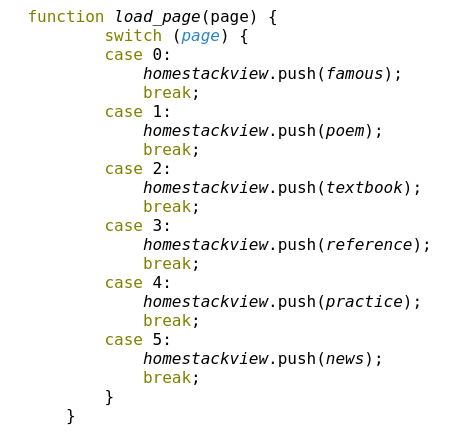 function load_page(page) {
switch (page) {
case 0:
homestackview.push(famous);
break;
case 1:
homestackview.push(poem);
break;
case 2:
homestackview.push(textbook);
break;
case 3:
homestackview.push(reference);
break;
case 4:
homestackview.push(practice);
break;
case 5:
homestackview.push(news);
break;
}
}